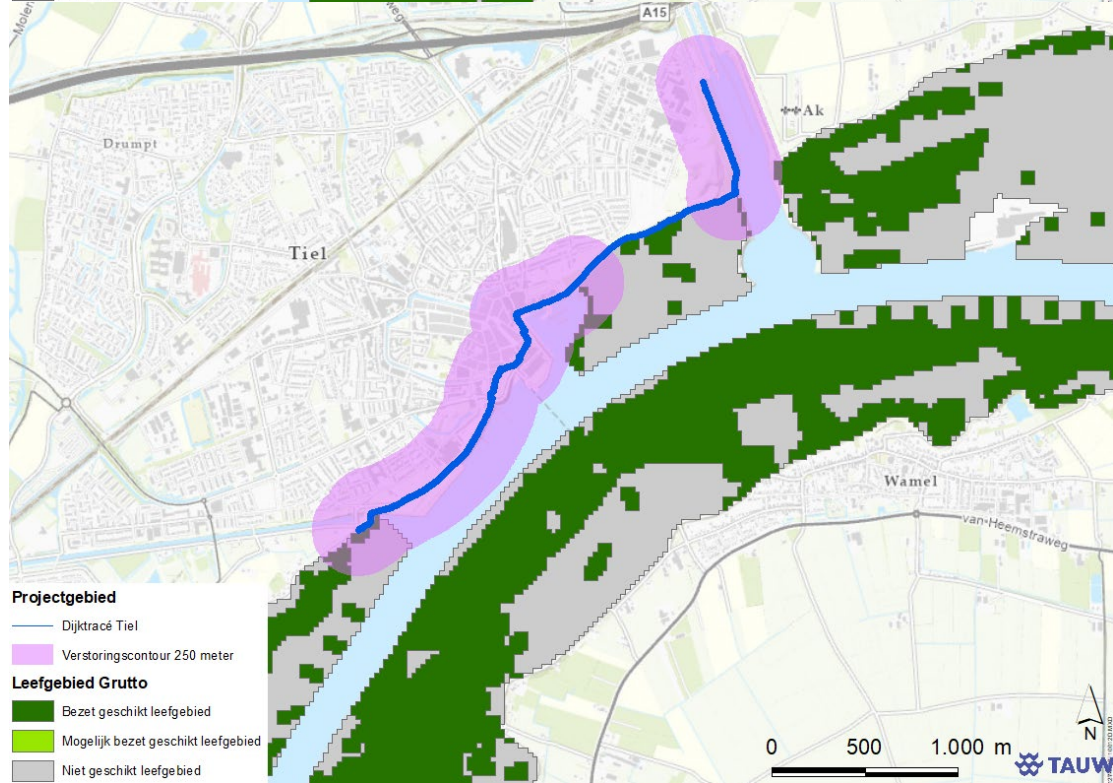 A15
Ak
Drumpt
Tiel
Wamel
van-Heemstraweg
Projectgebied
Dijktracé Tiel
Verstoringscontour 250 meter
Leefgebied Grutto
Bezet geschikt leefgebied
Mogelijk bezet geschikt leefgebied
Niet geschikt leefgebied
0 500 1.000 m
N
TAUW